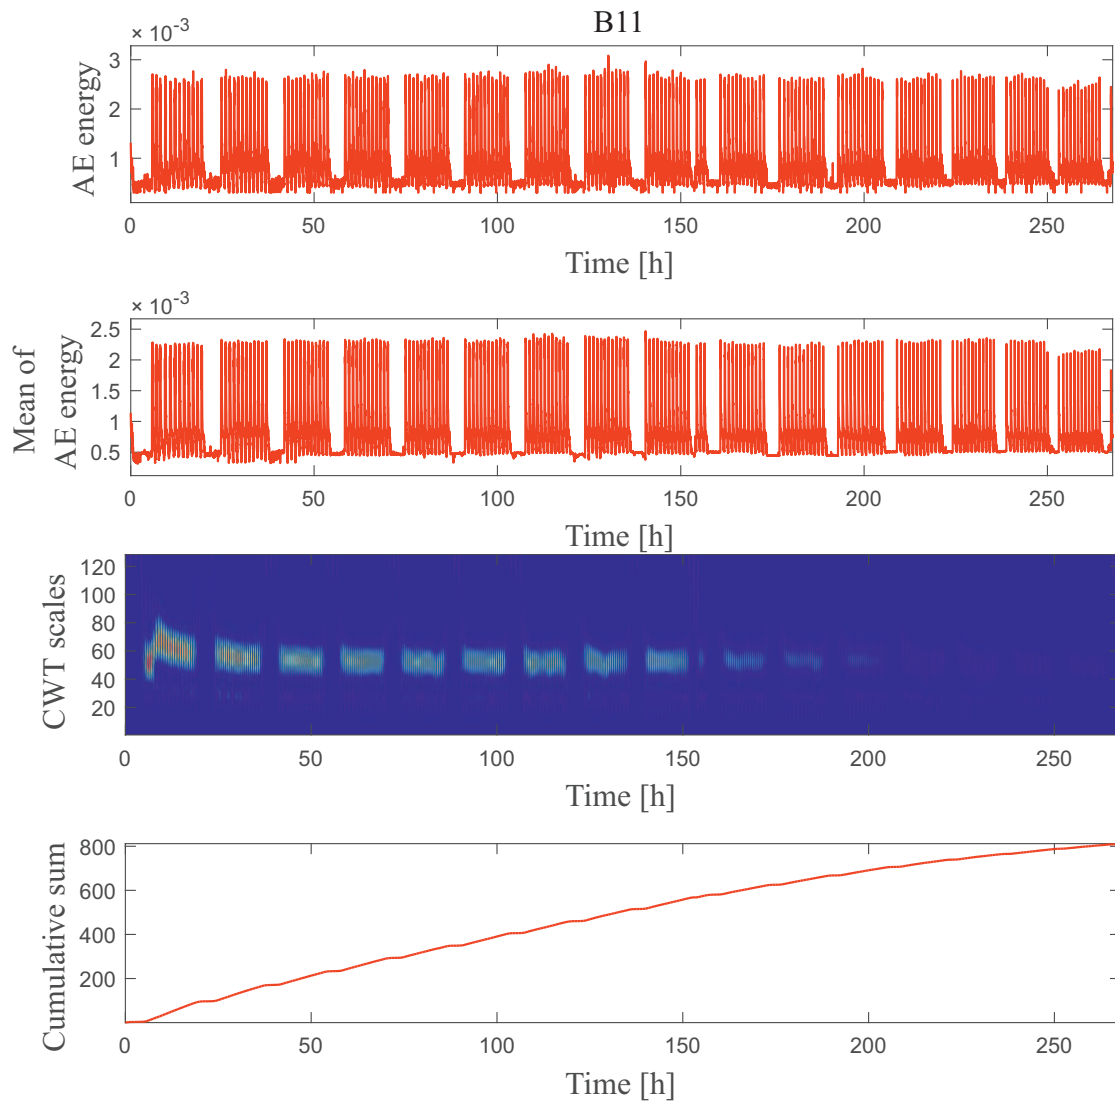 B11
× 10-3
3
2
1
AE energy
0 50 100 150 200 250
Time [h]
× 10-3
2.5
2
1.5
1
0.5
Mean of
AE energy
0 50 100 150 200 250
Time [h]
120
100
80
60
40
20
CWT scales
0 50 100 150 200 250
Time [h]
800
600
400
200
Cumulative sum
0 50 100 150 200 250
Time [h]